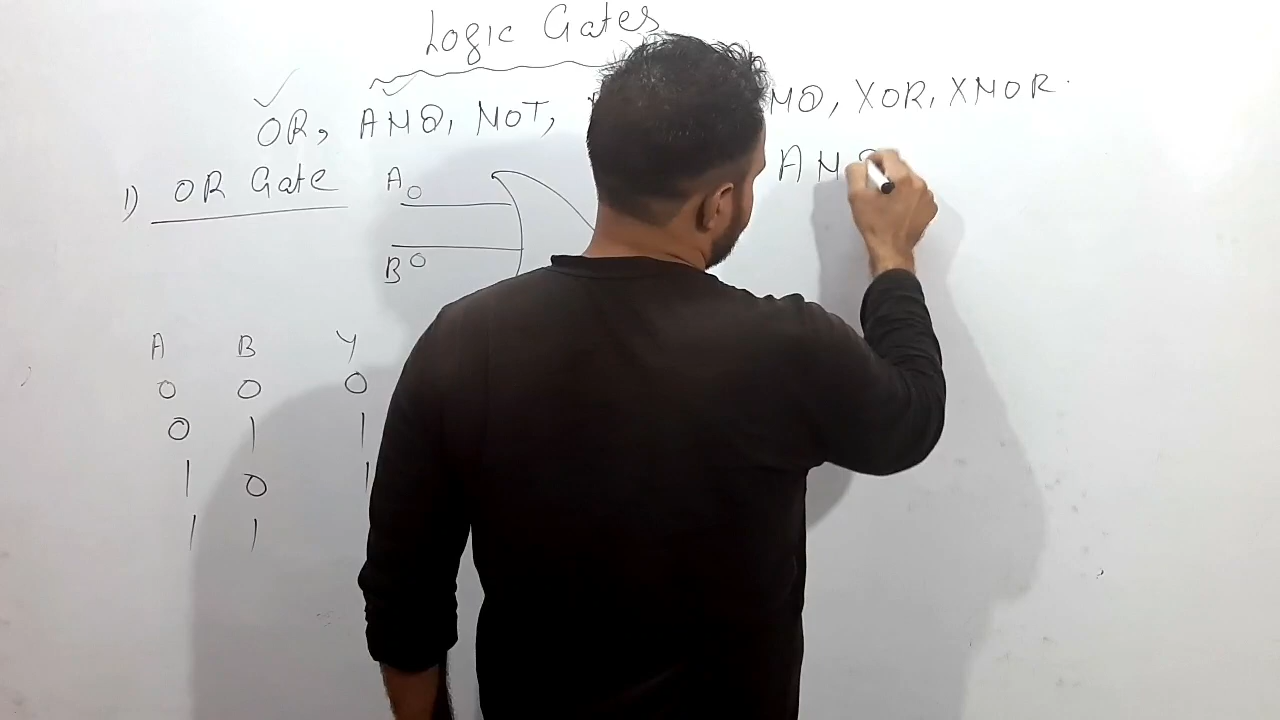 Logic Gates
OR, AND, NOT, XOR, XNOR.
1) OR Gate
A
B
AN
A B Y
0 0 0
0 1 1
1 0 1
1 1